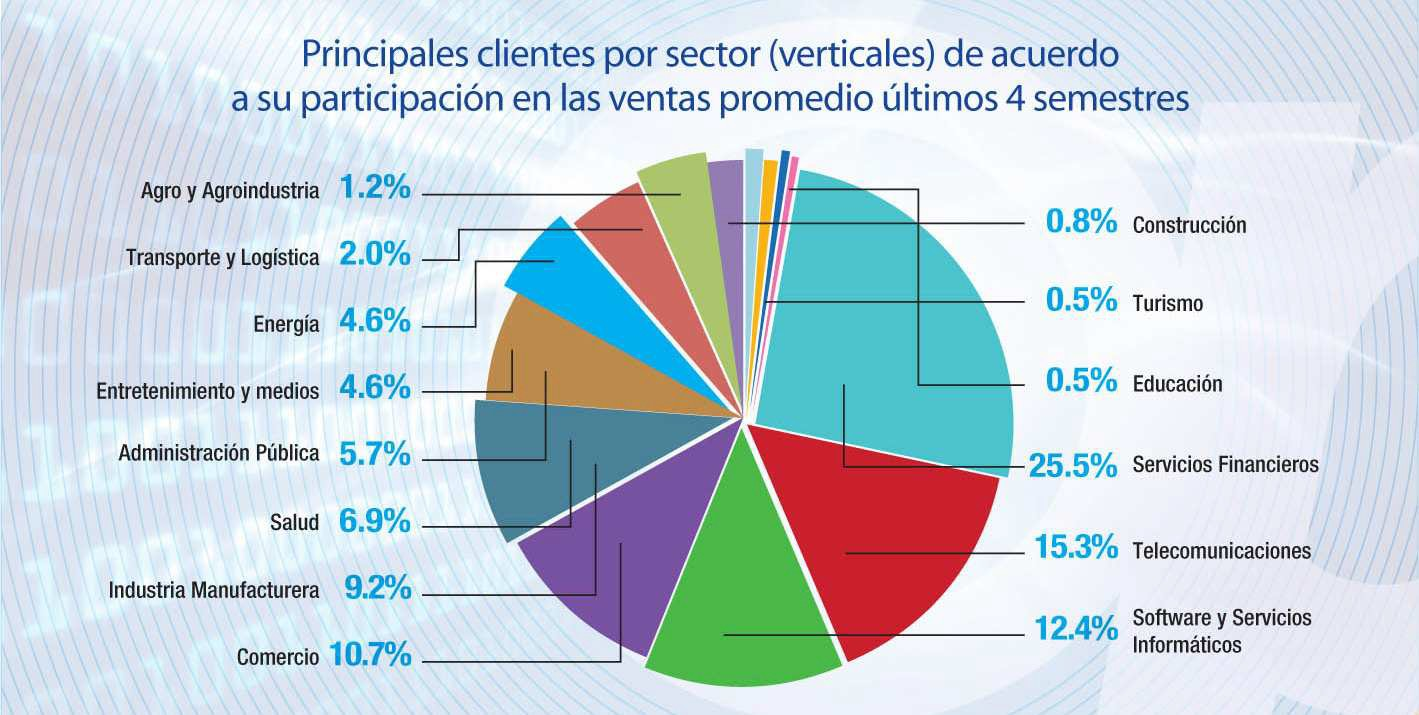 Principales clientes por sector (verticales) de acuerdo
a su participación en las ventas promedio últimos 4 semestres
Agro y Agroindustria 1.2%
Transporte y Logística 2.0%
Energía 4.6%
Entretenimiento y medios 4.6%
Administración Pública 5.7%
Salud 6.9%
Industria Manufacturera 9.2%
Comercio 10.7%
0.8% Construcción
0.5% Turismo
0.5% Educación
25.5% Servicios Financieros
15.3% Telecomunicaciones
12.4% Software y Servicios
Informáticos